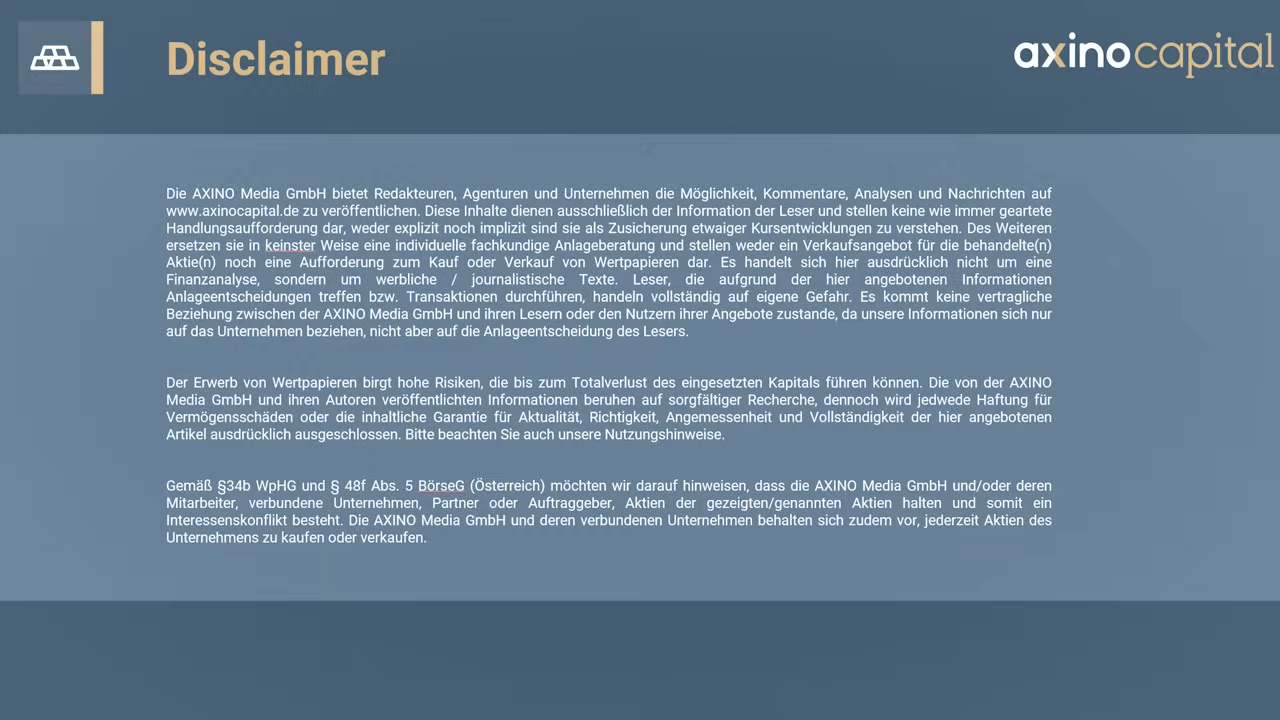 Disclaimer
axinocapital
Die AXINO Media GmbH bietet Redakteuren, Agenturen und Unternehmen die Möglichkeit, Kommentare, Analysen und Nachrichten auf
www.axinocapital.de zu veröffentlichen. Diese Inhalte dienen ausschließlich der Information der Leser und stellen keine wie immer geartete
Handlungsaufforderung dar, weder explizit noch implizit sind sie als Zusicherung etwaiger Kursentwicklungen zu verstehen. Des Weiteren
ersetzen sie in keinster Weise eine individuelle fachkundige Anlageberatung und stellen weder ein Verkaufsangebot für die behandelte(n)
Aktie(n) noch eine Aufforderung zum Kauf oder Verkauf von Wertpapieren dar. Es handelt sich hier ausdrücklich nicht um eine
Finanzanalyse, sondern um werbliche / journalistische Texte. Leser, die aufgrund der hier angebotenen Informationen
Anlageentscheidungen treffen bzw. Transaktionen durchführen, handeln vollständig auf eigene Gefahr. Es kommt keine vertragliche
Beziehung zwischen der AXINO Media GmbH und ihren Lesern oder den Nutzern ihrer Angebote zustande, da unsere Informationen sich nur
auf das Unternehmen beziehen, nicht aber auf die Anlageentscheidung des Lesers.
Der Erwerb von Wertpapieren birgt hohe Risiken, die bis zum Totalverlust des eingesetzten Kapitals führen können. Die von der AXINO
Media GmbH und ihren Autoren veröffentlichten Informationen beruhen auf sorgfältiger Recherche, dennoch wird jedwede Haftung für
Vermögensschäden oder die inhaltliche Garantie für Aktualität, Richtigkeit, Angemessenheit und Vollständigkeit der hier angebotenen
Artikel ausdrücklich ausgeschlossen. Bitte beachten Sie auch unsere Nutzungshinweise.
Gemäß §34b WpHG und § 48f Abs. 5 BörseG (Österreich) möchten wir darauf hinweisen, dass die AXINO Media GmbH und/oder deren
Mitarbeiter, verbundene Unternehmen, Partner oder Auftraggeber, Aktien der gezeigten/genannten Aktien halten und somit ein
Interessenskonflikt besteht. Die AXINO Media GmbH und deren verbundenen Unternehmen behalten sich zudem vor, jederzeit Aktien des
Unternehmens zu kaufen oder verkaufen.